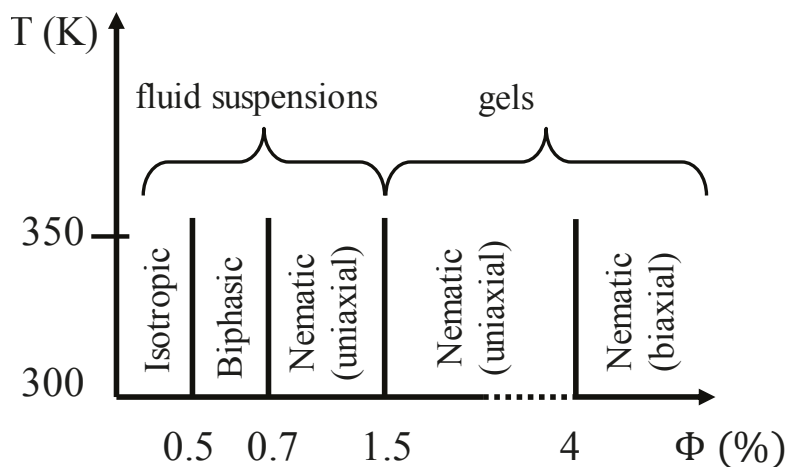 T (K)
fluid suspensions
gels
350
Isotropic
Biphasic
Nematic
(uniaxial)
Nematic
(uniaxial)
Nematic
(biaxial)
300
0.5
0.7
1.5
4
Φ (%)